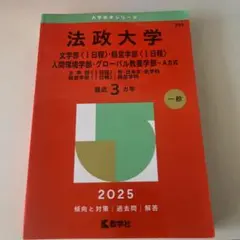 大学赤本シリーズ
法政大学
文学部〈Ⅰ日程〉・経営学部〈Ⅰ日程〉
人間環境学部・グローバル教養学部－A方式
最近3カ年
一般
2025
傾向と対策｜過去問｜解答
教学社